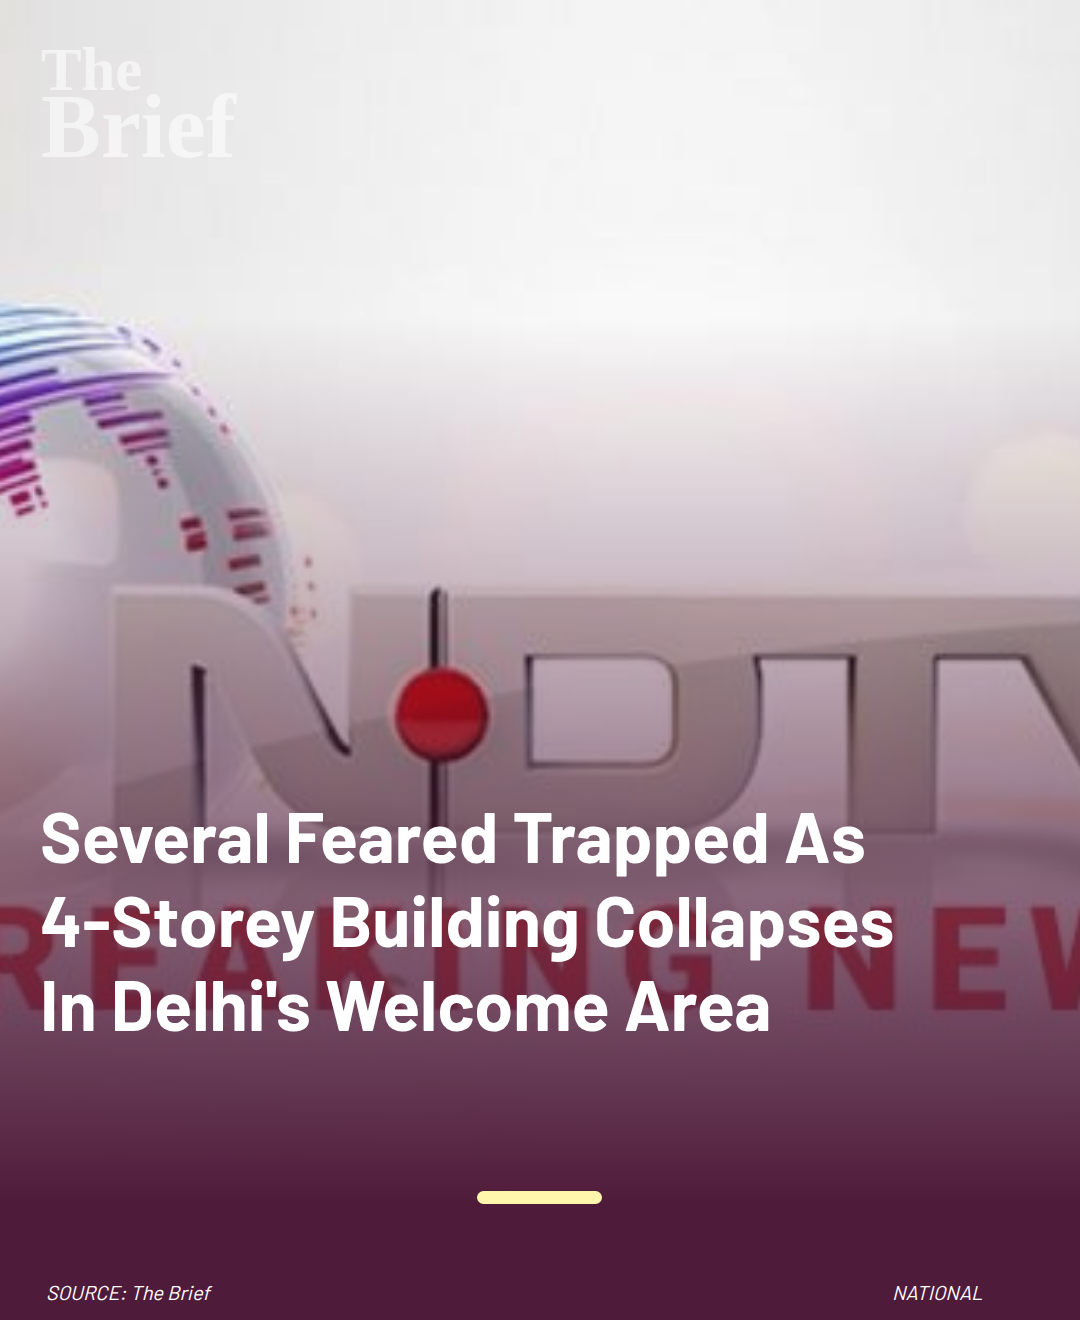 The
Brief
NDTV
REAKING NEW
Several Feared Trapped As
4-Storey Building Collapses
In Delhi's Welcome Area
SOURCE: The Brief
NATIONAL